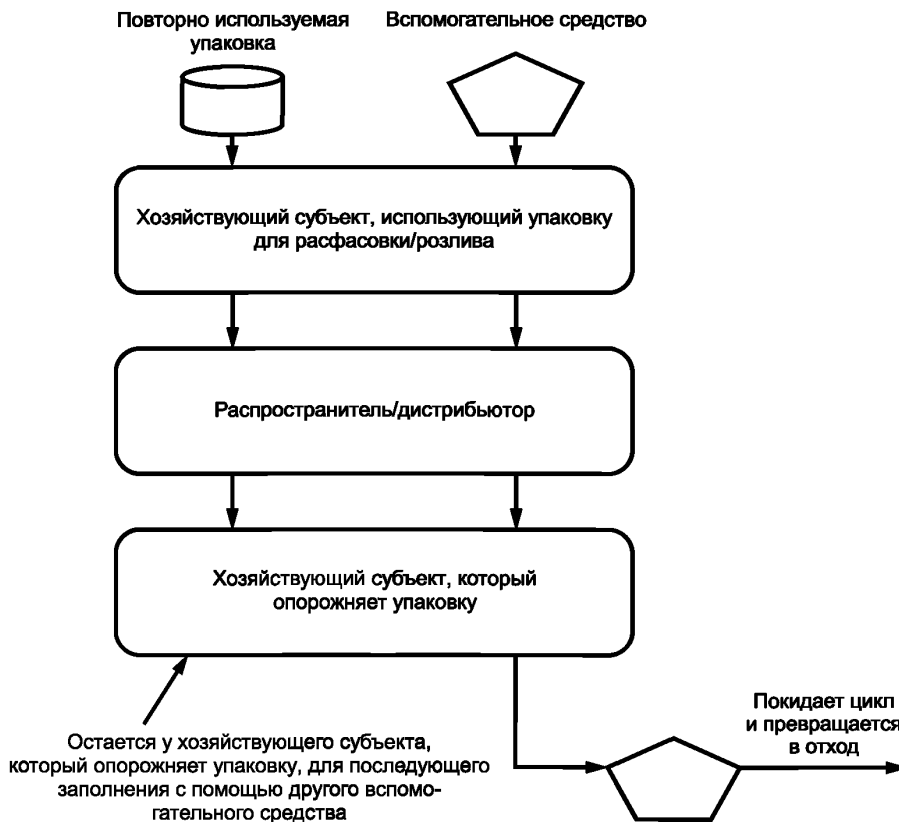 Повторно используемая
упаковка
Вспомогательное средство
Хозяйствующий субъект, использующий упаковку
для расфасовки/розлива
Распространитель/дистрибьютор
Хозяйствующий субъект, который
опорожняет упаковку
Покидает цикл
и превращается
в отход
Остается у хозяйствующего субъекта,
который опорожняет упаковку, для последующего
заполнения с помощью другого вспомо-
гательного средства